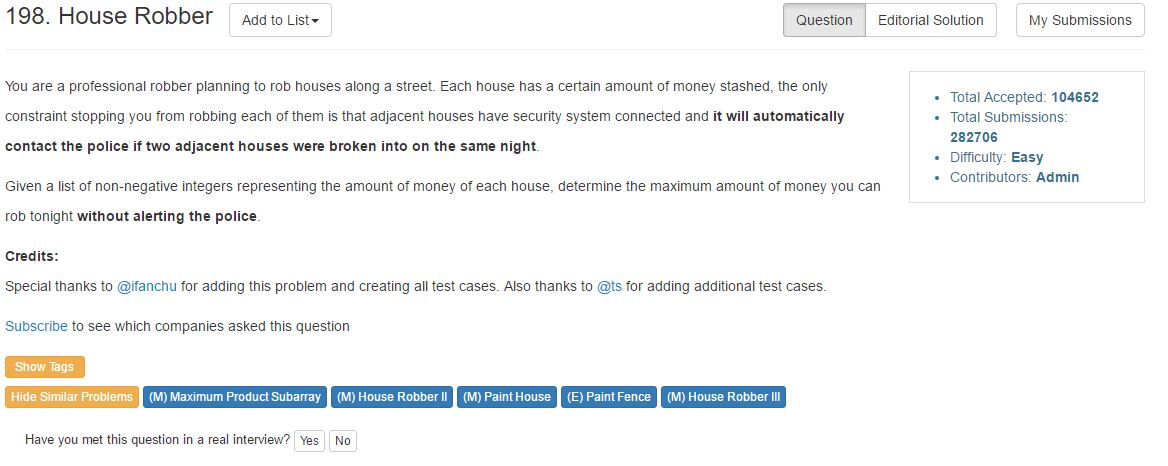 198. House Robber
Add to List
Question
Editorial Solution
My Submissions
You are a professional robber planning to rob houses along a street. Each house has a certain amount of money stashed, the only
constraint stopping you from robbing each of them is that adjacent houses have security system connected and it will automatically
contact the police if two adjacent houses were broken into on the same night.
Given a list of non-negative integers representing the amount of money of each house, determine the maximum amount of money you can
rob tonight without alerting the police.
Credits:
Special thanks to @ifanchu for adding this problem and creating all test cases. Also thanks to @ts for adding additional test cases.
Subscribe to see which companies asked this question
Show Tags
Hide Similar Problems (M) Maximum Product Subarray (M) House Robber II (M) Paint House (E) Paint Fence (M) House Robber III
Have you met this question in a real interview? Yes No
Total Accepted: 104652
Total Submissions:
282706
Difficulty: Easy
Contributors: Admin